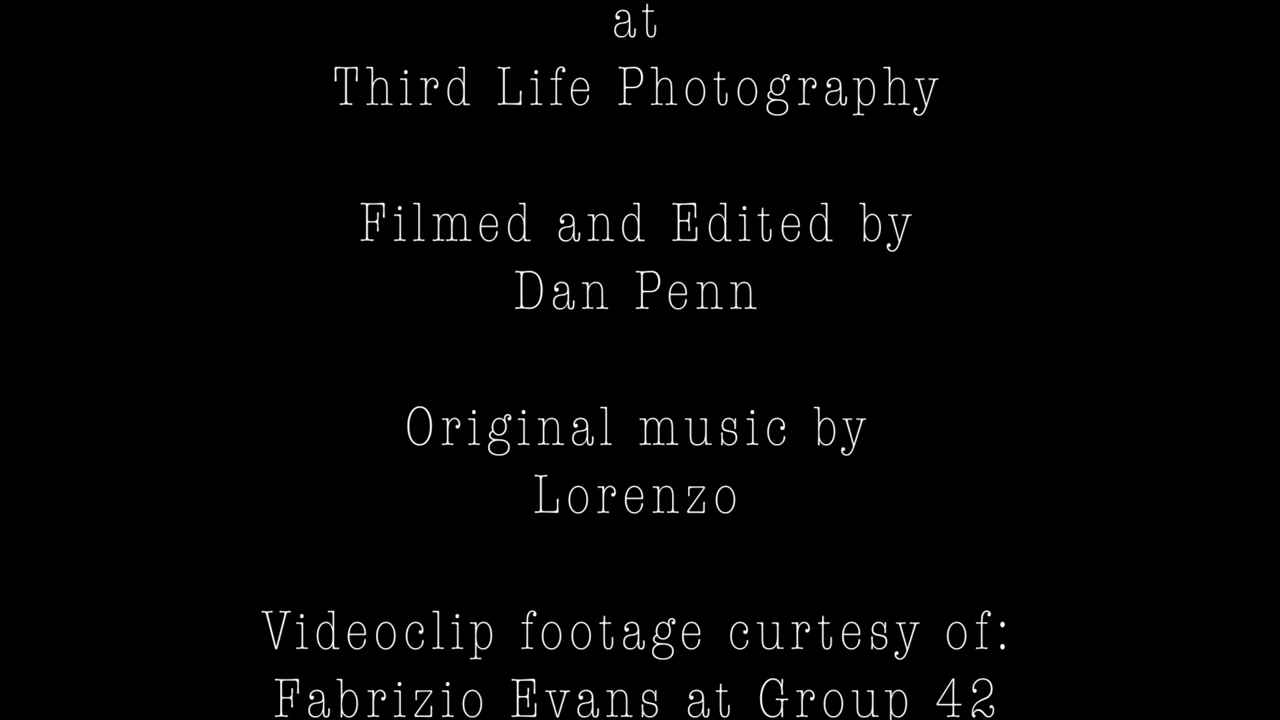 at
Third Life Photography
Filmed and Edited by
Dan Penn
Original music by
Lorenzo
Videoclip footage curtesy of:
Fabrizio Evans at Group 42